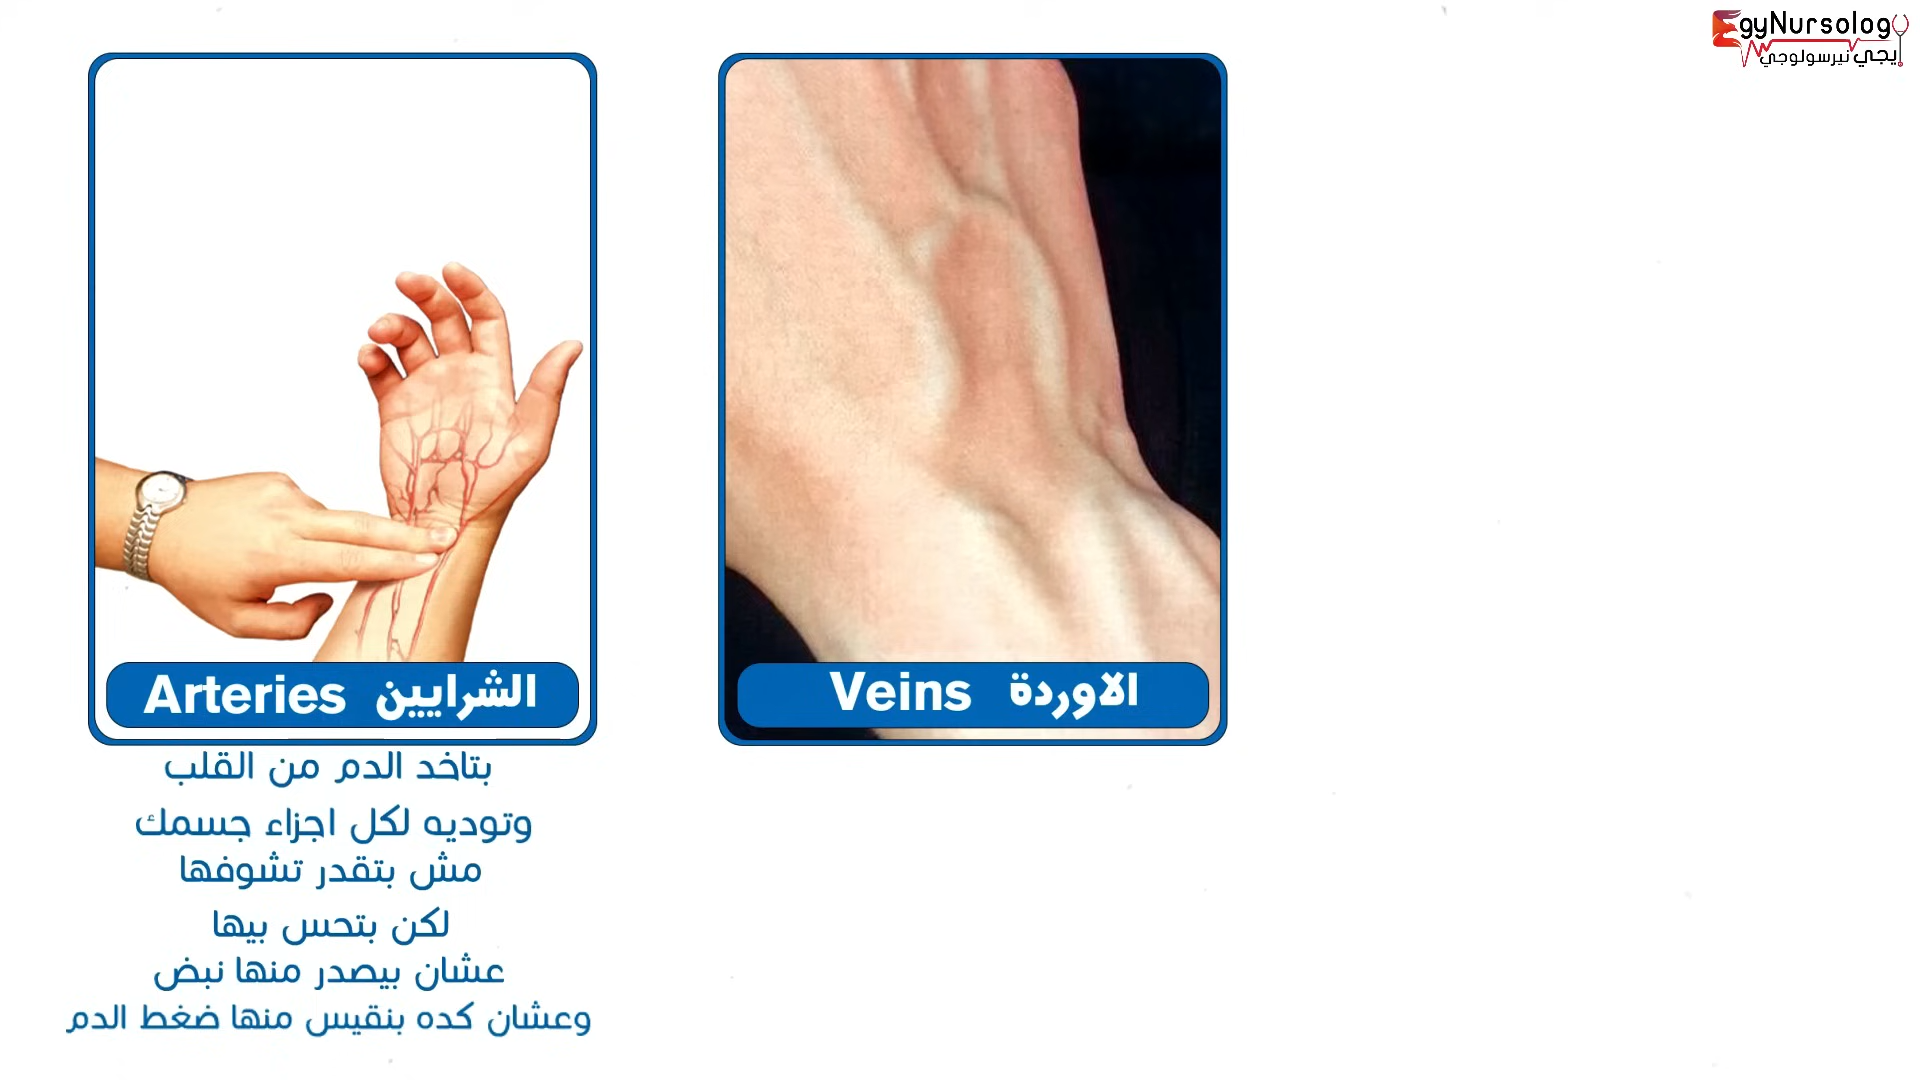 EgyNursology
إيجي نيرسولوجي
Arteries الشرايين
Veins الاوردة
بتاخد الدم من القلب
وتوديه لكل اجزاء جسمك
مش بتقدر تشوفها
لكن بتحس بيها
عشان بيصدر منها نبض
وعشان كده بنقيس منها ضغط الدم